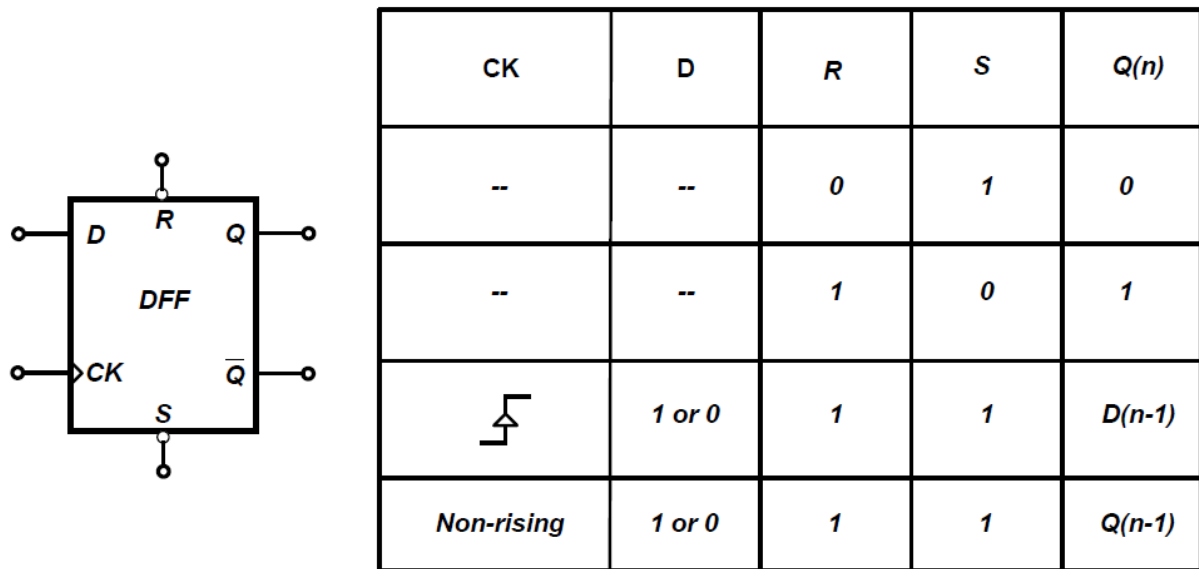 R
D Q
DFF
CK Q̅
S
CK D R S Q(n)
-- -- 0 1 0
-- -- 1 0 1
1 or 0 1 1 D(n-1)
Non-rising 1 or 0 1 1 Q(n-1)